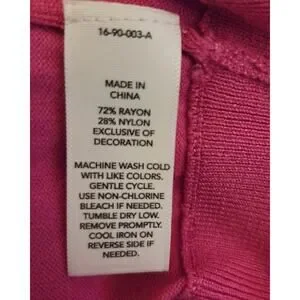 16-90-003-A
MADE IN
CHINA
72% RAYON
28% NYLON
EXCLUSIVE OF
DECORATION
MACHINE WASH COLD
WITH LIKE COLORS.
GENTLE CYCLE.
USE NON-CHLORINE
BLEACH IF NEEDED.
TUMBLE DRY LOW.
REMOVE PROMPTLY.
COOL IRON ON
REVERSE SIDE IF
NEEDED.